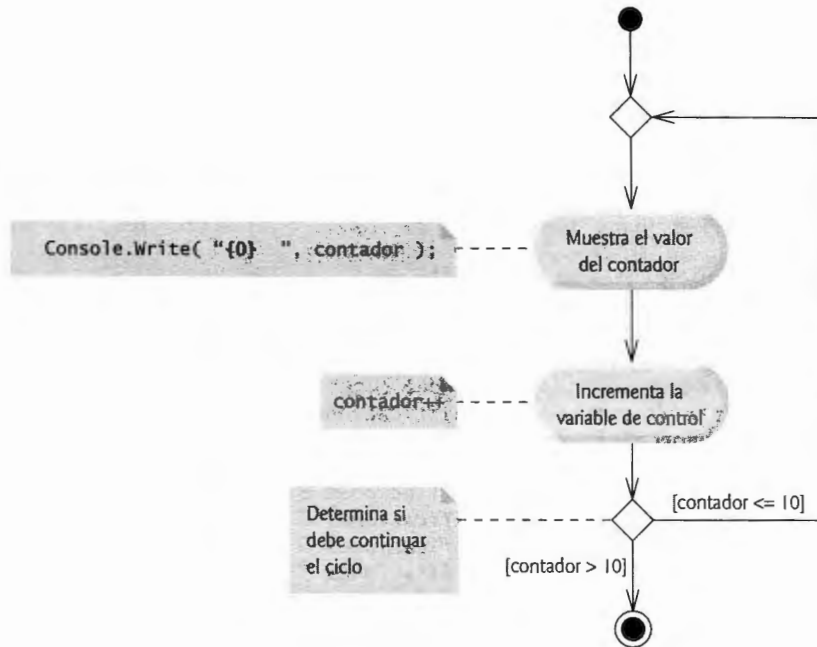 Console.Write( "{0}  ", contador );
Muestra el valor
del contador
contador++
Incrementa la
variable de control
Determina si
debe continuar
el ciclo
[contador <= 10]
[contador > 10]